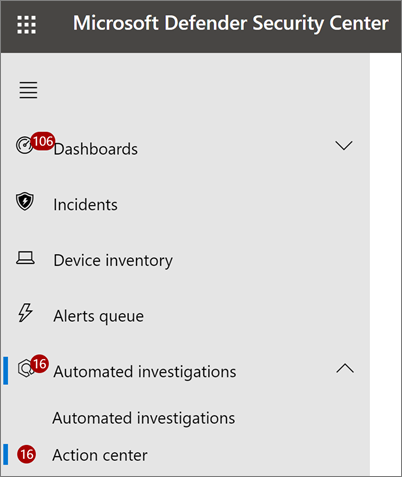 Microsoft Defender Security Center
106 Dashboards
Incidents
Device inventory
Alerts queue
16 Automated investigations
Automated investigations
16 Action center